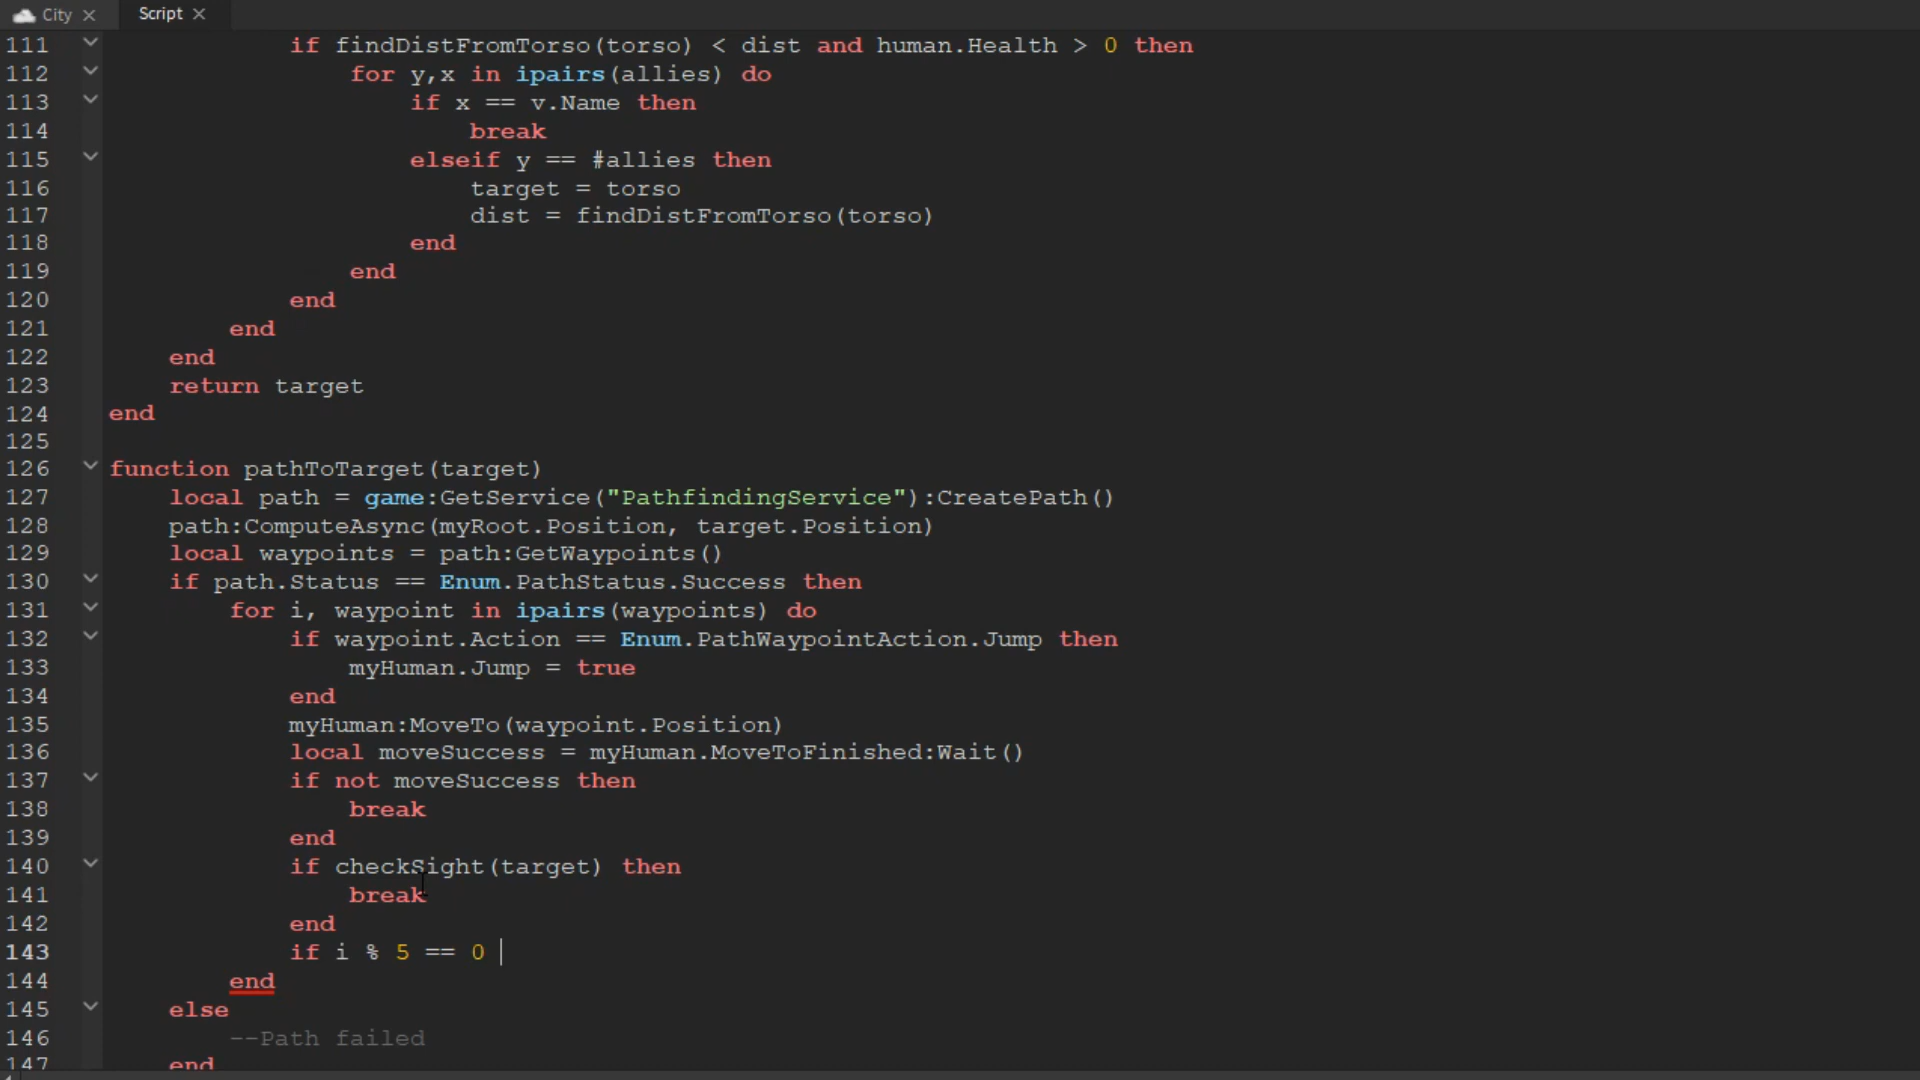 City ✕ Script ✕
111 if findDistFromTorso(torso) < dist and human.Health > 0 then
112 for y,x in ipairs(allies) do
113 if x == v.Name then
114 break
115 elseif y == #allies then
116 target = torso
117 dist = findDistFromTorso(torso)
118 end
119 end
120 end
121 end
122 end
123 return target
124 end
125
126 function pathToTarget(target)
127 local path = game:GetService("PathfindingService"):CreatePath()
128 path:ComputeAsync(myRoot.Position, target.Position)
129 local waypoints = path:GetWaypoints()
130 if path.Status == Enum.PathStatus.Success then
131 for i, waypoint in ipairs(waypoints) do
132 if waypoint.Action == Enum.PathWaypointAction.Jump then
133 myHuman.Jump = true
134 end
135 myHuman:MoveTo(waypoint.Position)
136 local moveSuccess = myHuman.MoveToFinished:Wait()
137 if not moveSuccess then
138 break
139 end
140 if checkSight(target) then
141 break
142 end
143 if i % 5 == 0
144 end
145 else
146 --Path failed
147 end